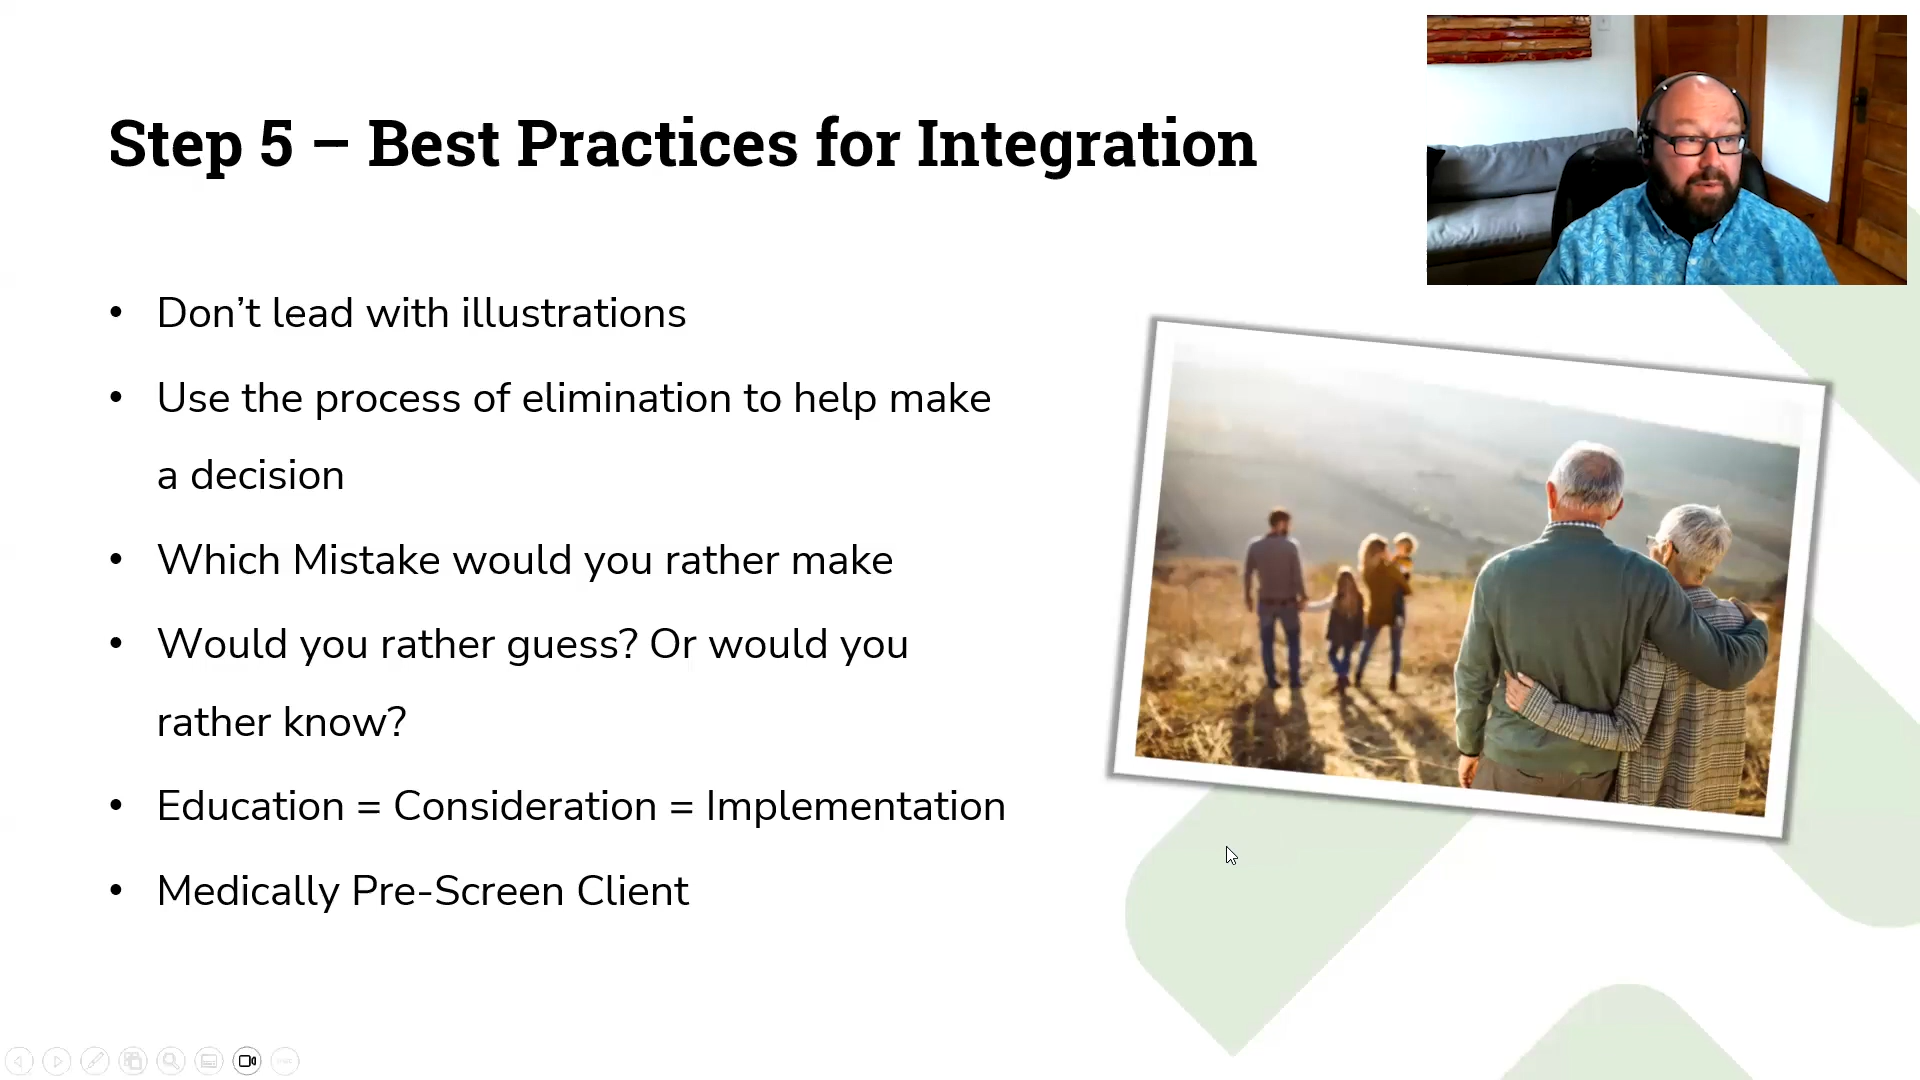 Step 5 – Best Practices for Integration
• Don’t lead with illustrations
• Use the process of elimination to help make
a decision
• Which Mistake would you rather make
• Would you rather guess? Or would you
rather know?
• Education = Consideration = Implementation
• Medically Pre-Screen Client